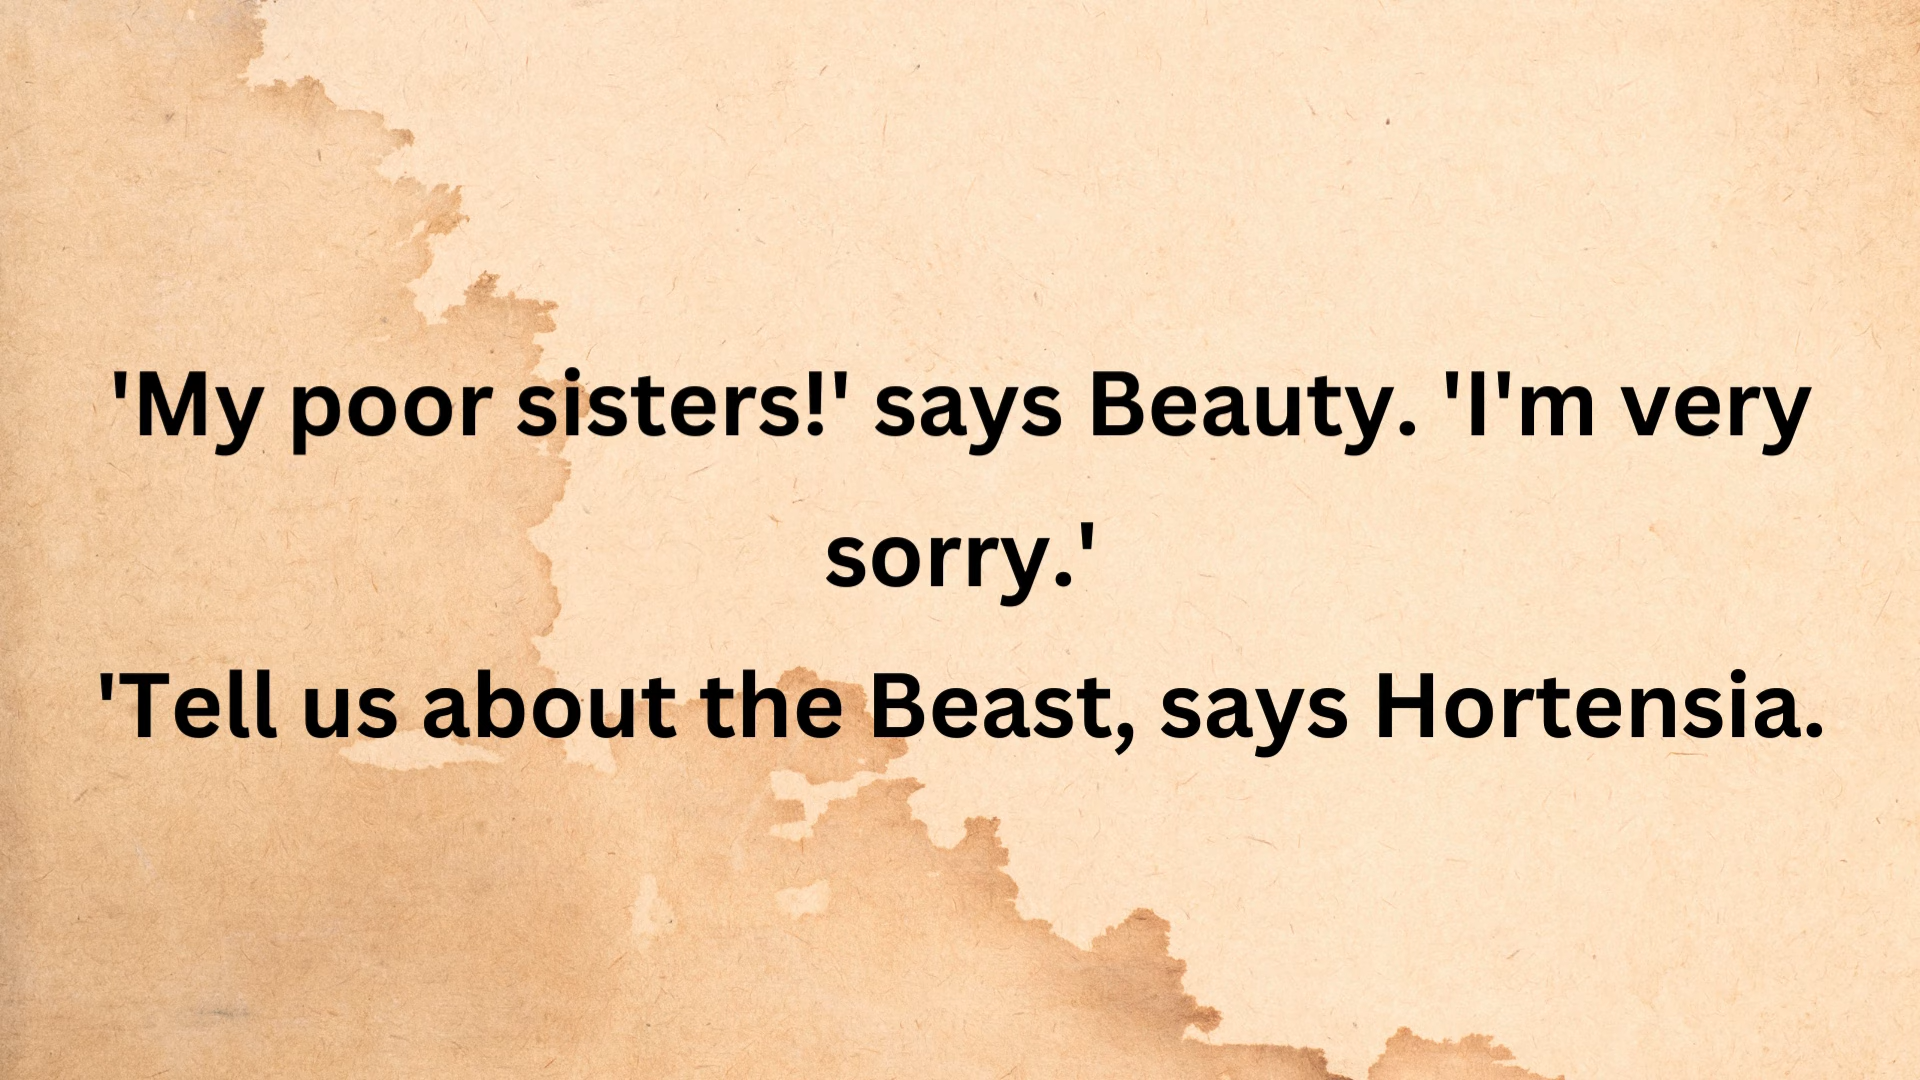 'My poor sisters!' says Beauty. 'I'm very
sorry.'
'Tell us about the Beast, says Hortensia.